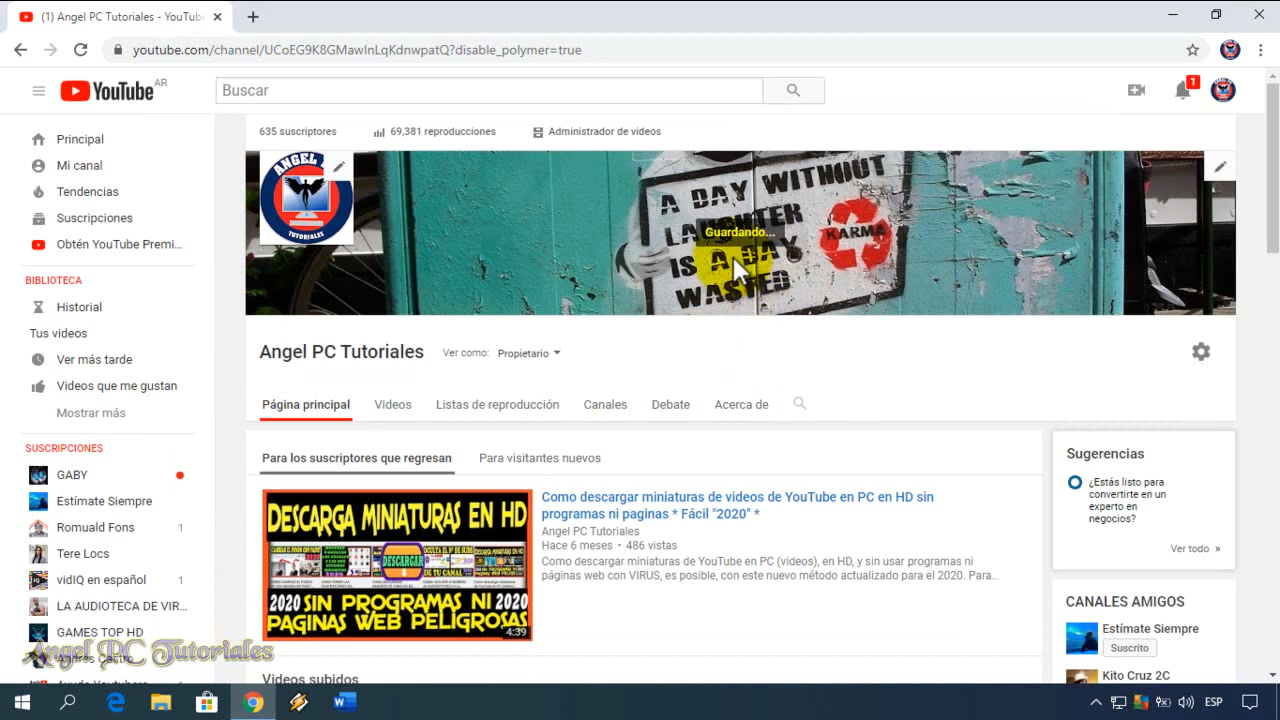 (1) Angel PC Tutoriales - YouTube
youtube.com/channel/UCoEG9K8GMawInLqKdnwpatQ?disable_polymer=true
YouTube AR
Buscar
1
Principal
Mi canal
Tendencias
Suscripciones
Obtén YouTube Premi...
BIBLIOTECA
Historial
Tus videos
Ver más tarde
Videos que me gustan
Mostrar más
SUSCRIPCIONES
GABY
Estímate Siempre
Romuald Fons 1
Tere Locs
vidIQ en español 1
LA AUDIOTECA DE VIR...
GAMES TOP HD
Angel PC Tutoriales
635 suscriptores
69,381 reproducciones
Administrador de videos
ANGEL
TUTORIALES
A DAY WITHOUT
LAUGHTER
IS A DAY
WASTED
KARMA
Guardando...
Angel PC Tutoriales
Ver como: Propietario
Página principal
Videos
Listas de reproducción
Canales
Debate
Acerca de
Para los suscriptores que regresan
Para visitantes nuevos
DESCARGA MINIATURAS EN HD
DESCARGAR
2020 SIN PROGRAMAS NI 2020
PAGINAS WEB PELIGROSAS
4:39
Como descargar miniaturas de videos de YouTube en PC en HD sin
programas ni paginas * Fácil "2020" *
Angel PC Tutoriales
Hace 6 meses • 486 vistas
Como descargar miniaturas de YouTube en PC (videos), en HD, y sin usar programas ni
páginas web con VIRUS, es posible, con este nuevo método actualizado para el 2020. Para...
Videos subidos
Sugerencias
¿Estás listo para
convertirte en un
experto en
negocios?
Ver todo »
CANALES AMIGOS
Estímate Siempre
Suscrito
Kito Cruz 2C
ESP